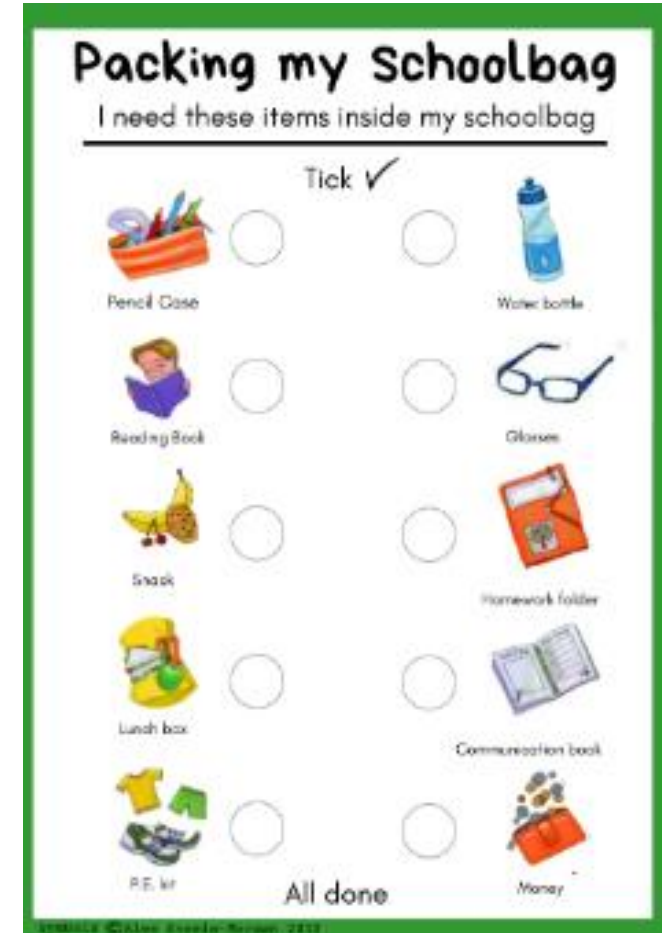 Packing my Schoolbag
I need these items inside my schoolbag
Tick ✓
Pencil Case
Water bottle
Reading Book
Glasses
Snack
Homework folder
Lunch box
Communication book
P.E. kit
Money
All done